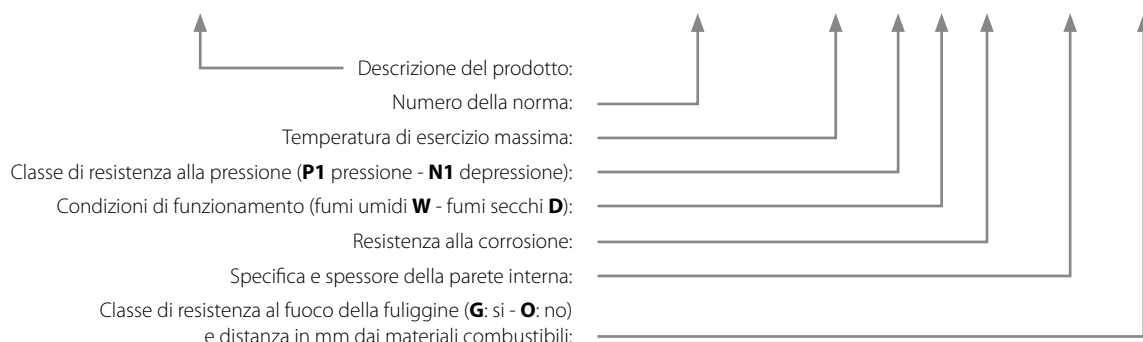 Descrizione del prodotto:
Numero della norma:
Temperatura di esercizio massima:
Classe di resistenza alla pressione (P1 pressione - N1 depressione):
Condizioni di funzionamento (fumi umidi W - fumi secchi D):
Resistenza alla corrosione:
Specifica e spessore della parete interna:
Classe di resistenza al fuoco della fuliggine (G: si - O: no)
e distanza in mm dai materiali combustibili: